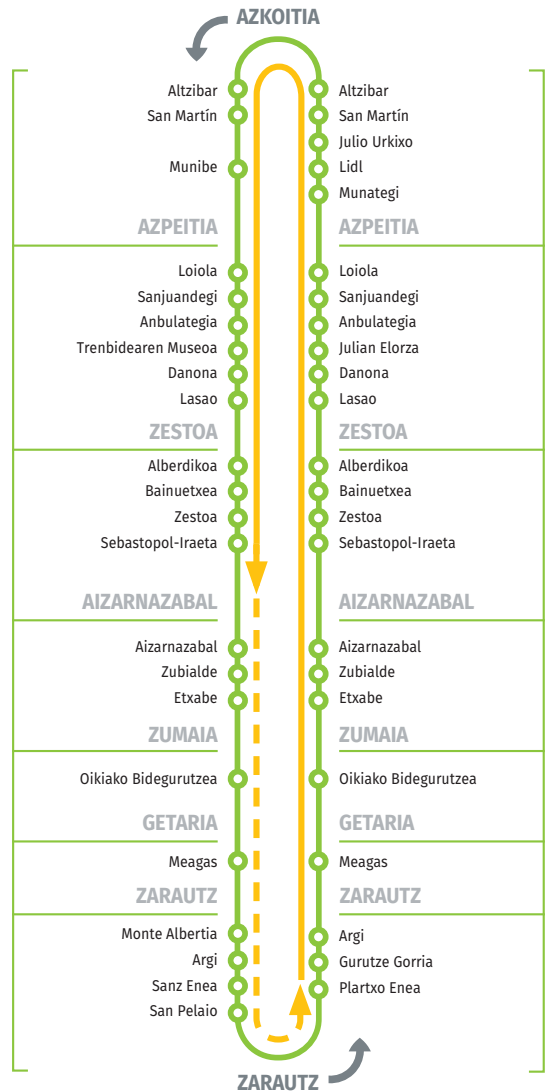 AZKOITIA
Altzibar
San Martín
Munibe
AZPEITIA
Loiola
Sanjuandegi
Anbulategia
Trenbidearen Museoa
Danona
Lasao
ZESTOA
Alberdikoa
Bainuetxea
Zestoa
Sebastopol-Iraeta
AIZARNAZABAL
Aizarnazabal
Zubialde
Etxabe
ZUMAIA
Oikiako Bidegurutzea
GETARIA
Meagas
ZARAUTZ
Monte Albertia
Argi
Sanz Enea
San Pelaio
Altzibar
San Martín
Julio Urkixo
Lidl
Munategi
AZPEITIA
Loiola
Sanjuandegi
Anbulategia
Julian Elorza
Danona
Lasao
ZESTOA
Alberdikoa
Bainuetxea
Zestoa
Sebastopol-Iraeta
AIZARNAZABAL
Aizarnazabal
Zubialde
Etxabe
ZUMAIA
Oikiako Bidegurutzea
GETARIA
Meagas
ZARAUTZ
Argi
Gurutze Gorria
Plartxo Enea
ZARAUTZ